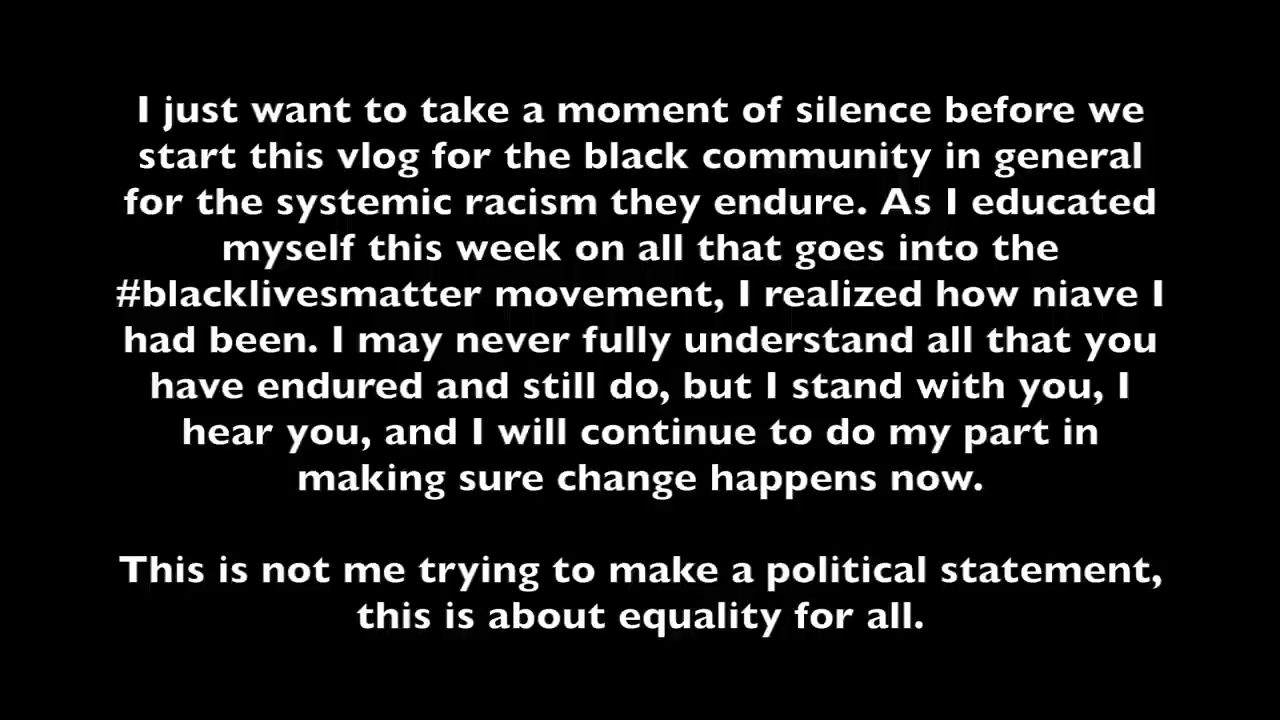 I just want to take a moment of silence before we
start this vlog for the black community in general
for the systemic racism they endure. As I educated
myself this week on all that goes into the
#blacklivesmatter movement, I realized how niave I
had been. I may never fully understand all that you
have endured and still do, but I stand with you, I
hear you, and I will continue to do my part in
making sure change happens now.
This is not me trying to make a political statement,
this is about equality for all.